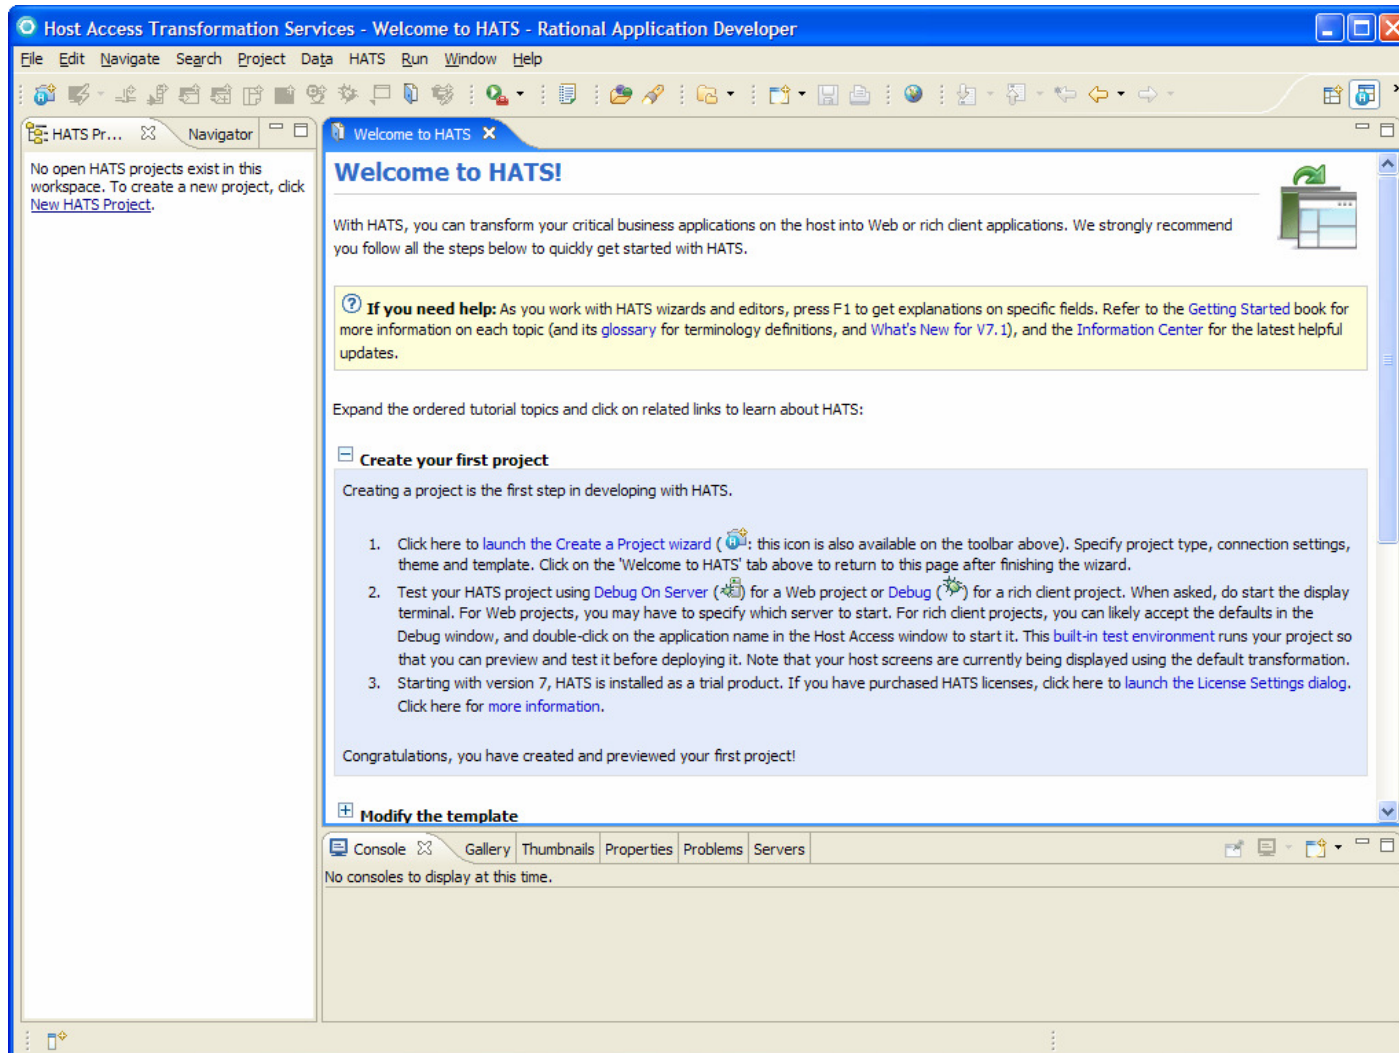 Host Access Transformation Services - Welcome to HATS - Rational Application Developer
File Edit Navigate Search Project Data HATS Run Window Help
HATS Pr... Navigator
Welcome to HATS
No open HATS projects exist in this
workspace. To create a new project, click
New HATS Project.
Welcome to HATS!
With HATS, you can transform your critical business applications on the host into Web or rich client applications. We strongly recommend
you follow all the steps below to quickly get started with HATS.
If you need help: As you work with HATS wizards and editors, press F1 to get explanations on specific fields. Refer to the Getting Started book for
more information on each topic (and its glossary for terminology definitions, and What's New for V7.1), and the Information Center for the latest helpful
updates.
Expand the ordered tutorial topics and click on related links to learn about HATS:
Create your first project
Creating a project is the first step in developing with HATS.
1. Click here to launch the Create a Project wizard ( : this icon is also available on the toolbar above). Specify project type, connection settings,
theme and template. Click on the 'Welcome to HATS' tab above to return to this page after finishing the wizard.
2. Test your HATS project using Debug On Server ( ) for a Web project or Debug ( ) for a rich client project. When asked, do start the display
terminal. For Web projects, you may have to specify which server to start. For rich client projects, you can likely accept the defaults in the
Debug window, and double-click on the application name in the Host Access window to start it. This built-in test environment runs your project so
that you can preview and test it before deploying it. Note that your host screens are currently being displayed using the default transformation.
3. Starting with version 7, HATS is installed as a trial product. If you have purchased HATS licenses, click here to launch the License Settings dialog.
Click here for more information.
Congratulations, you have created and previewed your first project!
Modify the template
Console Gallery Thumbnails Properties Problems Servers
No consoles to display at this time.